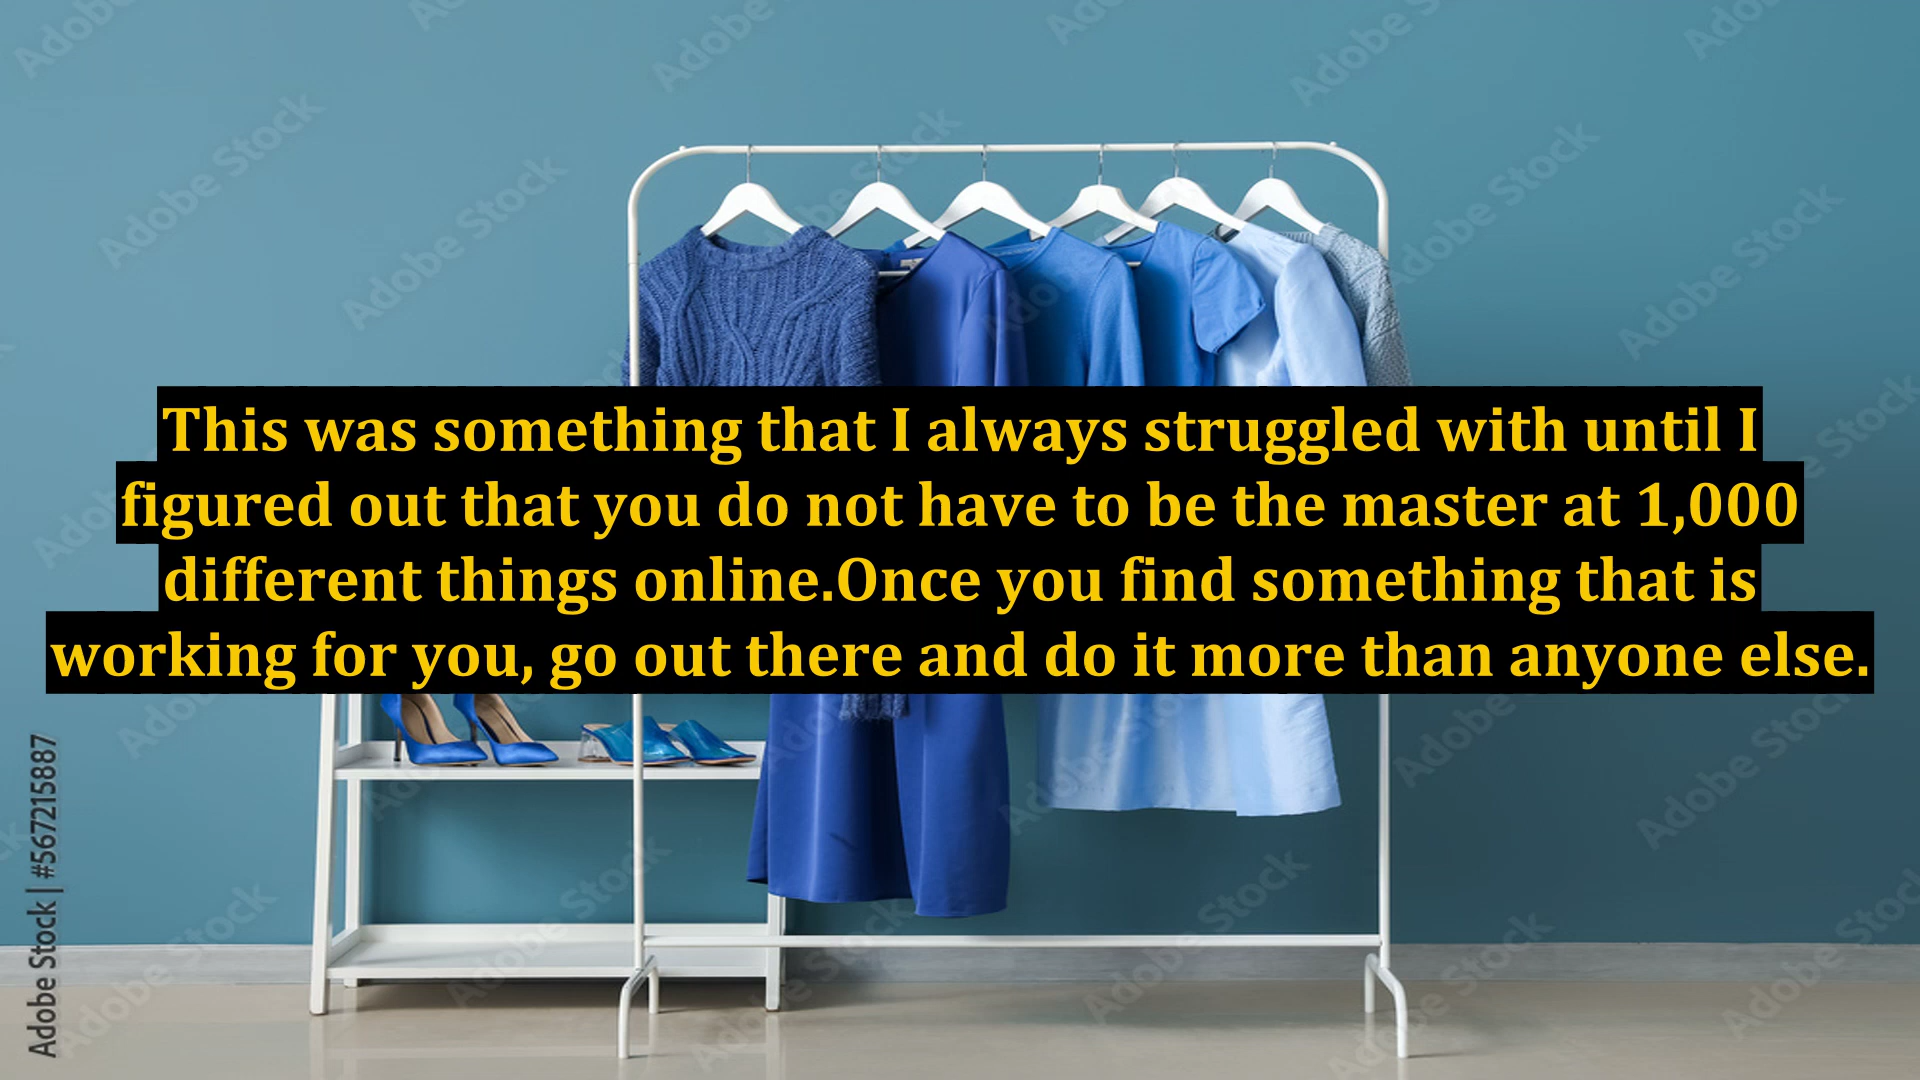 This was something that I always struggled with until I
figured out that you do not have to be the master at 1,000
different things online.Once you find something that is
working for you, go out there and do it more than anyone else.
Adobe Stock | #567215887
Adobe Stock